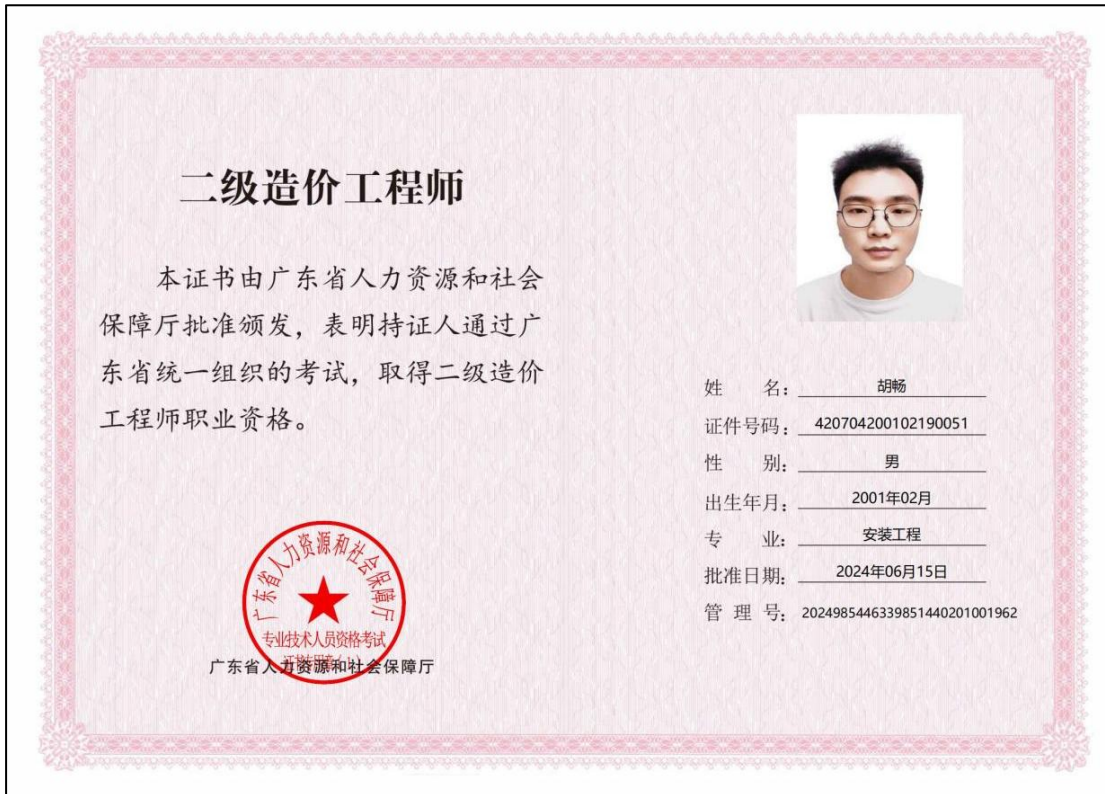 二级造价工程师
本证书由广东省人力资源和社会
保障厅批准颁发，表明持证人通过广
东省统一组织的考试，取得二级造价
工程师职业资格。
姓 名： 胡畅
证件号码： 420704200102190051
性 别： 男
出生年月： 2001年02月
专 业： 安装工程
批准日期： 2024年06月15日
管 理 号： 2024985446339851440201001962
广东省人力资源和社会保障厅
专业技术人员资格考试
广东省人力资源和社会保障厅